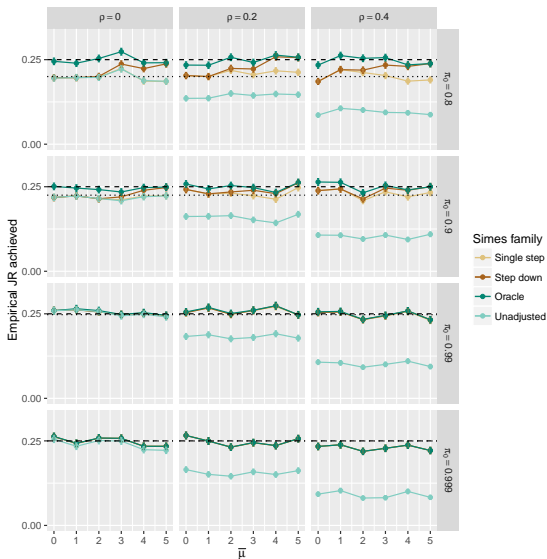 ρ = 0
ρ = 0.2
ρ = 0.4
Empirical JR achieved
0.25
0.00
π₀ = 0.8
0.25
0.00
π₀ = 0.9
0.25
0.00
π₀ = 0.99
0.25
0.00
π₀ = 0.999
0 1 2 3 4 5
0 1 2 3 4 5
0 1 2 3 4 5
μ̅
Simes family
Single step
Step down
Oracle
Unadjusted